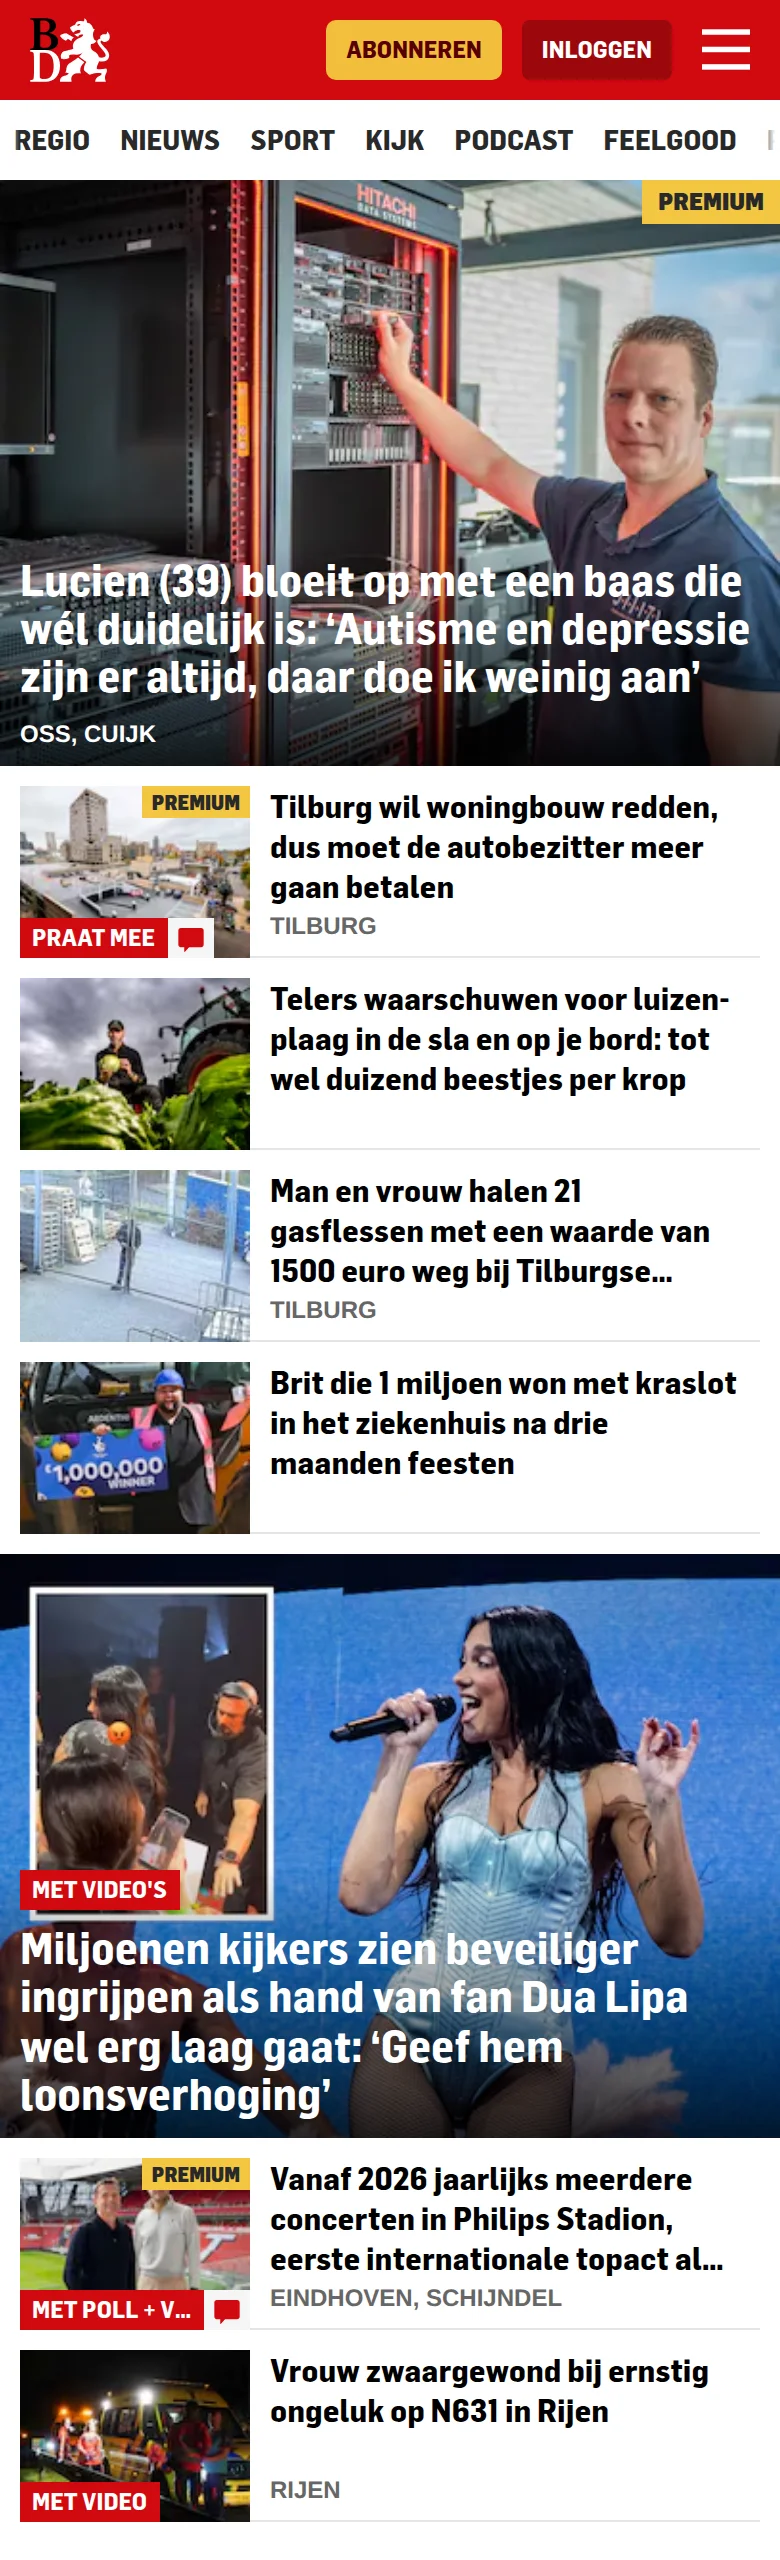 B
D
ABONNEREN
INLOGGEN
REGIO NIEUWS SPORT KIJK PODCAST FEELGOOD
HITACHI
DATA SYSTEMS
PREMIUM
Lucien (39) bloeit op met een baas die
wél duidelijk is: ‘Autisme en depressie
zijn er altijd, daar doe ik weinig aan’
OSS, CUIJK
PREMIUM
PRAAT MEE
Tilburg wil woningbouw redden,
dus moet de autobezitter meer
gaan betalen
TILBURG
Telers waarschuwen voor luizen-
plaag in de sla en op je bord: tot
wel duizend beestjes per krop
Man en vrouw halen 21
gasflessen met een waarde van
1500 euro weg bij Tilburgse...
TILBURG
£1,000,000
WINNER
Brit die 1 miljoen won met kraslot
in het ziekenhuis na drie
maanden feesten
MET VIDEO'S
Miljoenen kijkers zien beveiliger
ingrijpen als hand van fan Dua Lipa
wel erg laag gaat: ‘Geef hem
loonsverhoging’
PREMIUM
MET POLL + V...
Vanaf 2026 jaarlijks meerdere
concerten in Philips Stadion,
eerste internationale topact al...
EINDHOVEN, SCHIJNDEL
MET VIDEO
Vrouw zwaargewond bij ernstig
ongeluk op N631 in Rijen
RIJEN